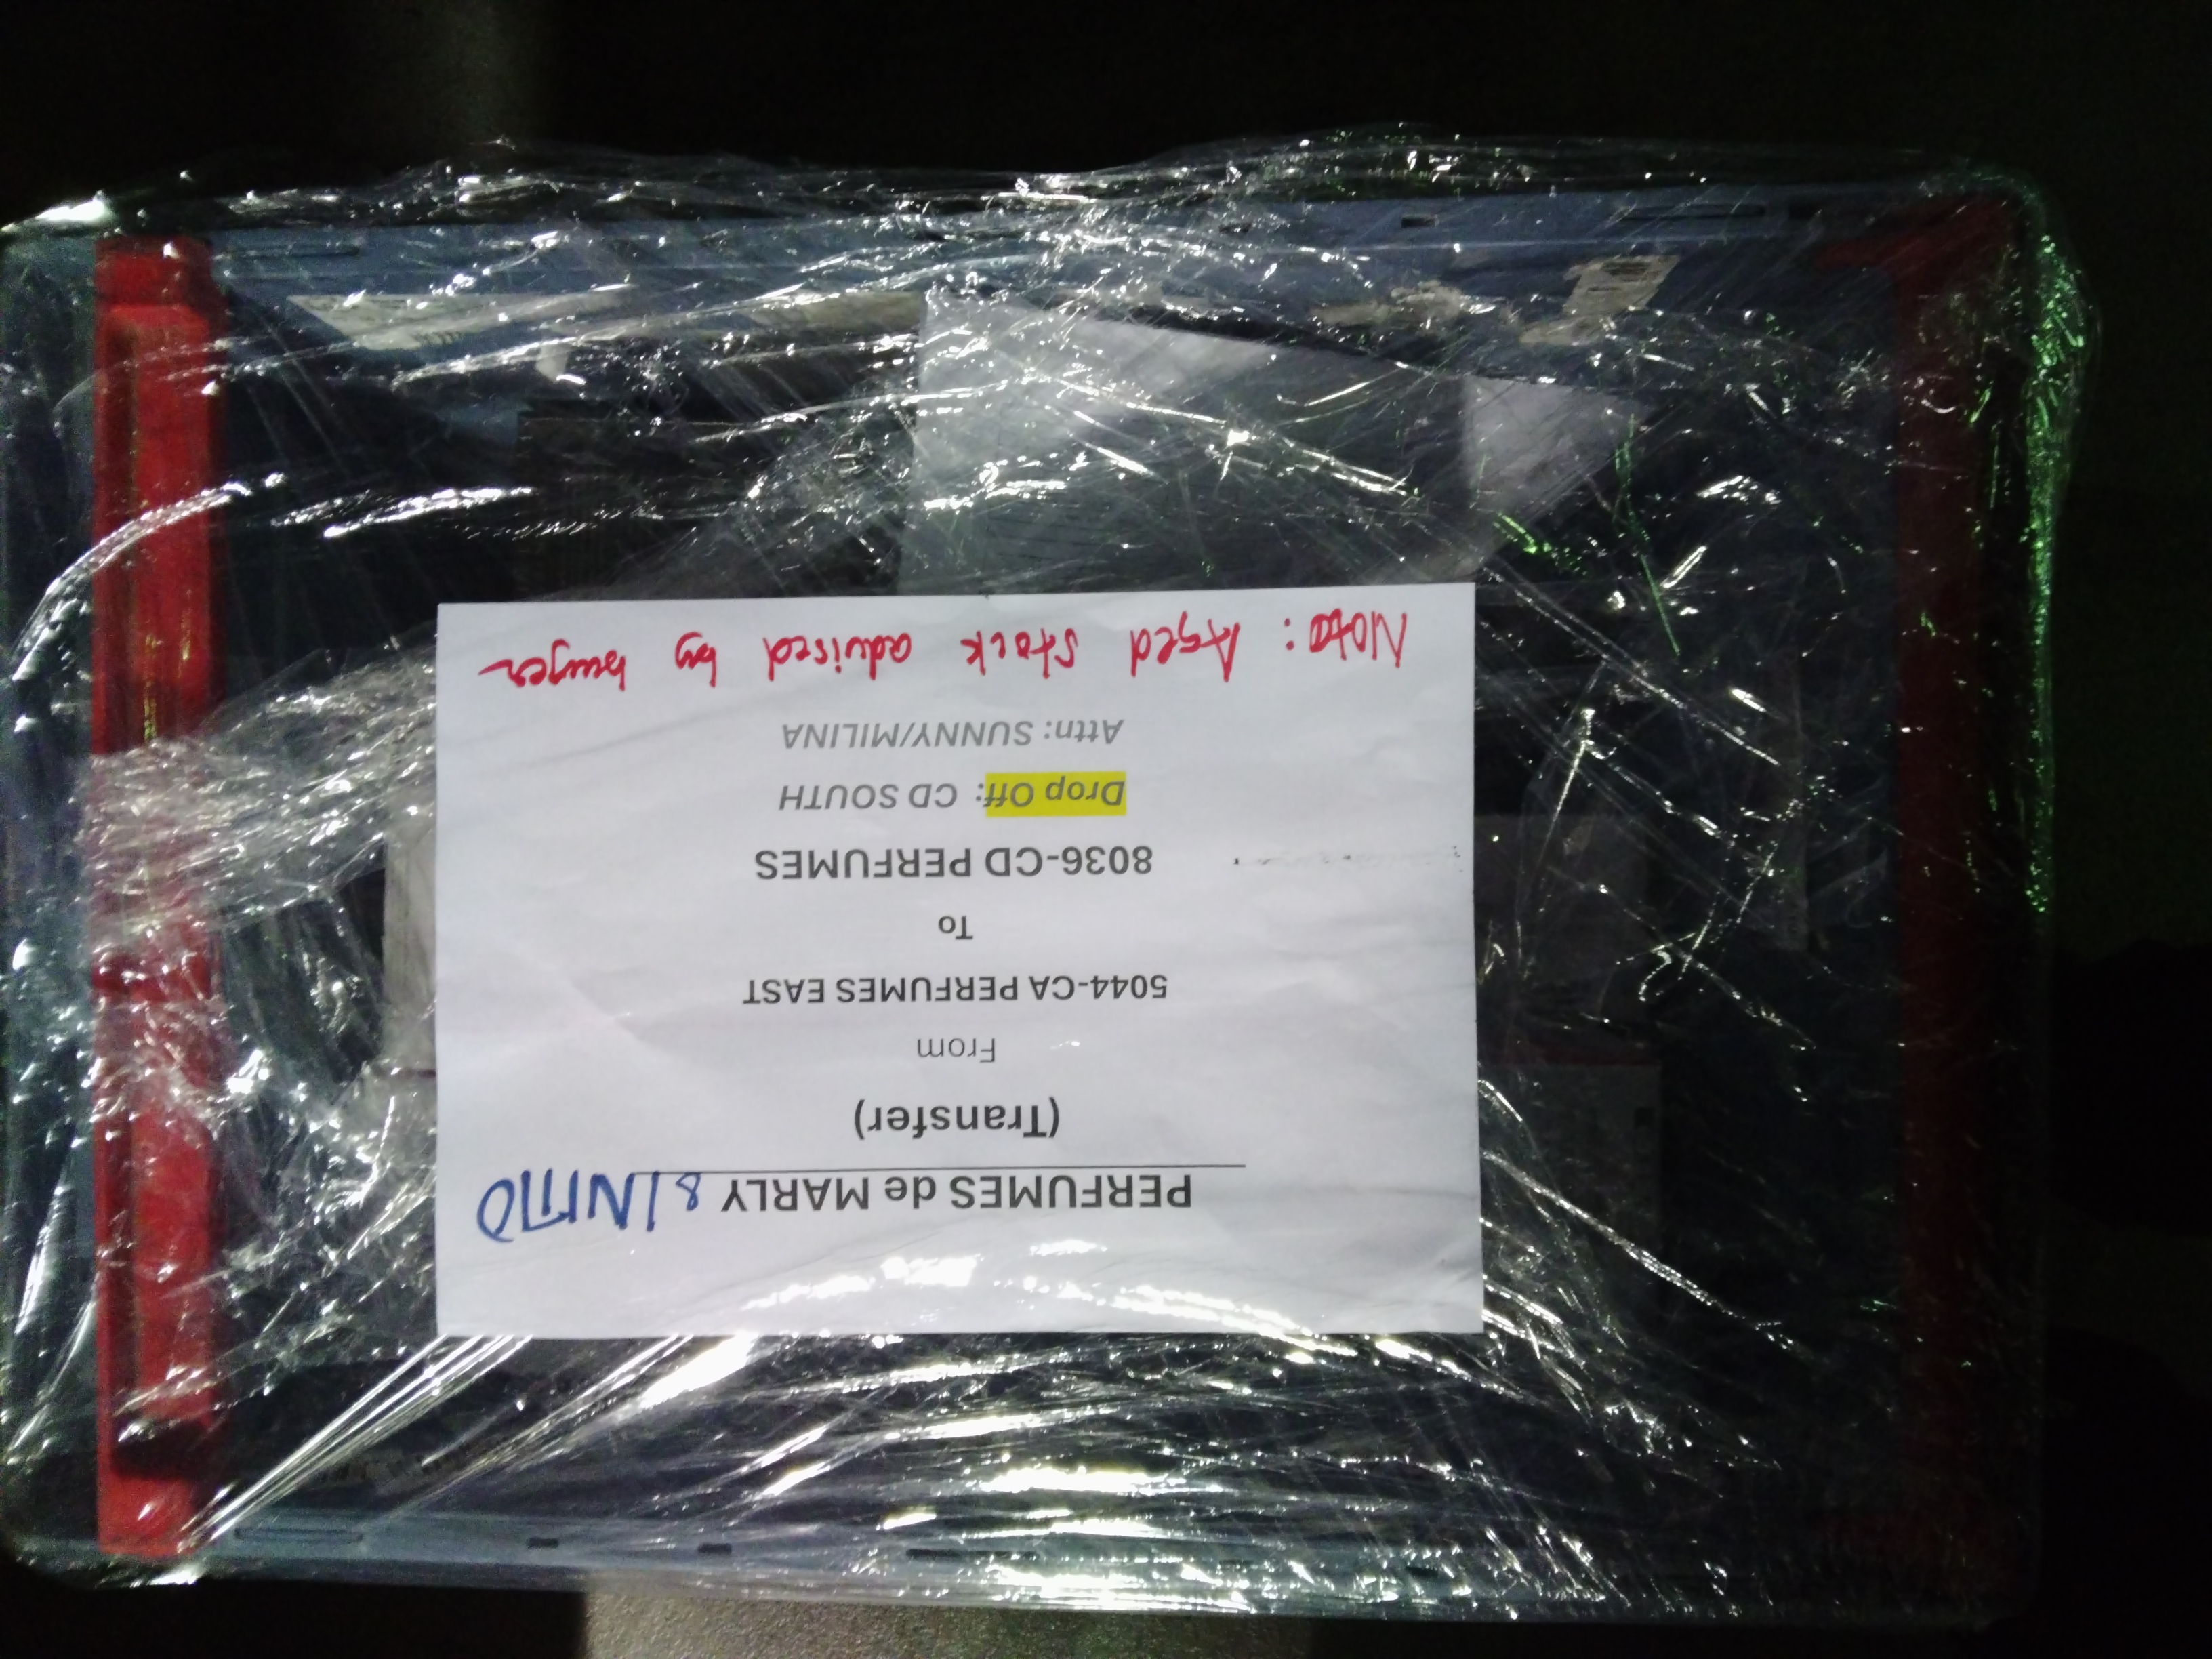 PERFUMES de MARLY & INITIO
(Transfer)
From
5044-CA PERFUMES EAST
To
8036-CD PERFUMES
Drop Off: CD SOUTH
Attn: SUNNY/MILINA
Note: Aged stock advised by buyer